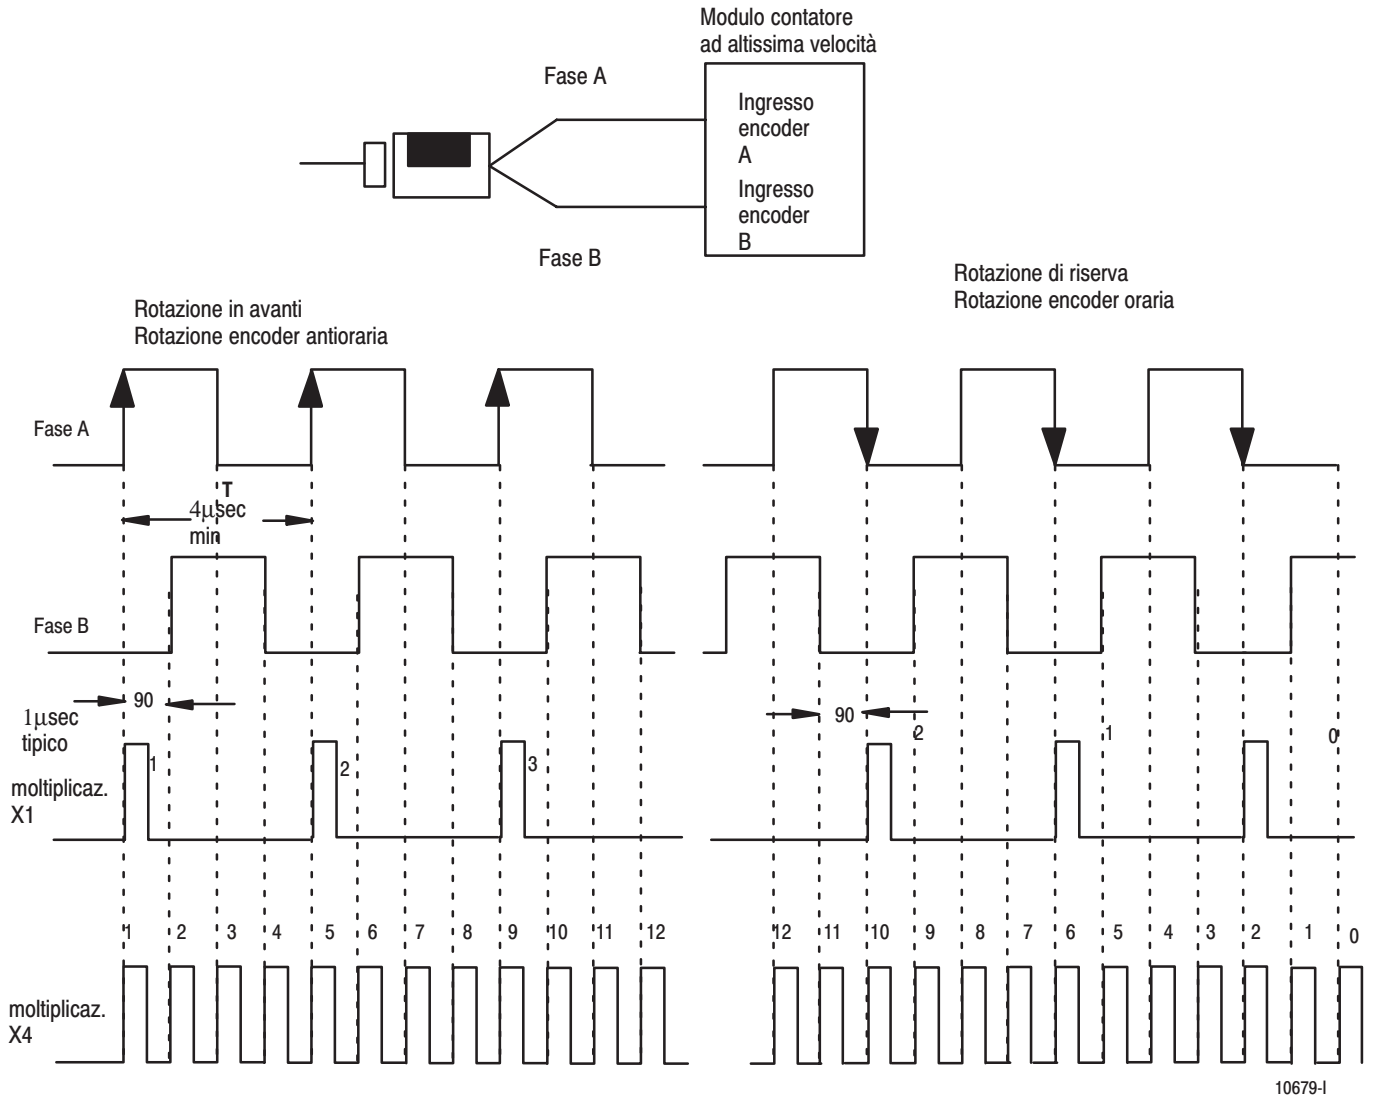 Modulo contatore
ad altissima velocità
Fase A
Ingresso
encoder
A
Ingresso
encoder
B
Fase B
Rotazione di riserva
Rotazione encoder oraria
Rotazione in avanti
Rotazione encoder antioraria
Fase A
T
4μsec
min
Fase B
90
1μsec
tipico
90
2
1
0
1
2
3
moltiplicaz.
X1
1 2 3 4 5 6 7 8 9 10 11 12
12 11 10 9 8 7 6 5 4 3 2 1 0
moltiplicaz.
X4
10679-I